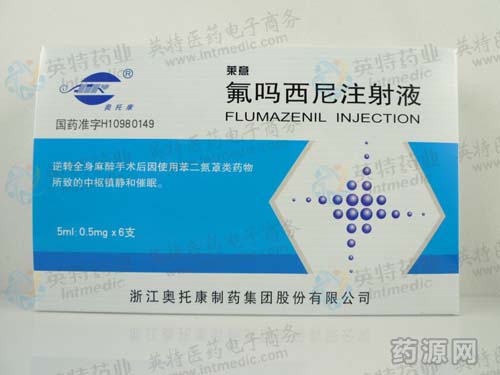 英特药业
intmedic
英特医药电子商务
www.intmedic.com
奥托康
国药准字H10980149
莱意
氟吗西尼注射液
FLUMAZENIL INJECTION
逆转全身麻醉手术后因使用苯二氮䓬类药物
所致的中枢镇静和催眠。
5ml:0.5mg x 6支
浙江奥托康制药集团股份有限公司
药源网